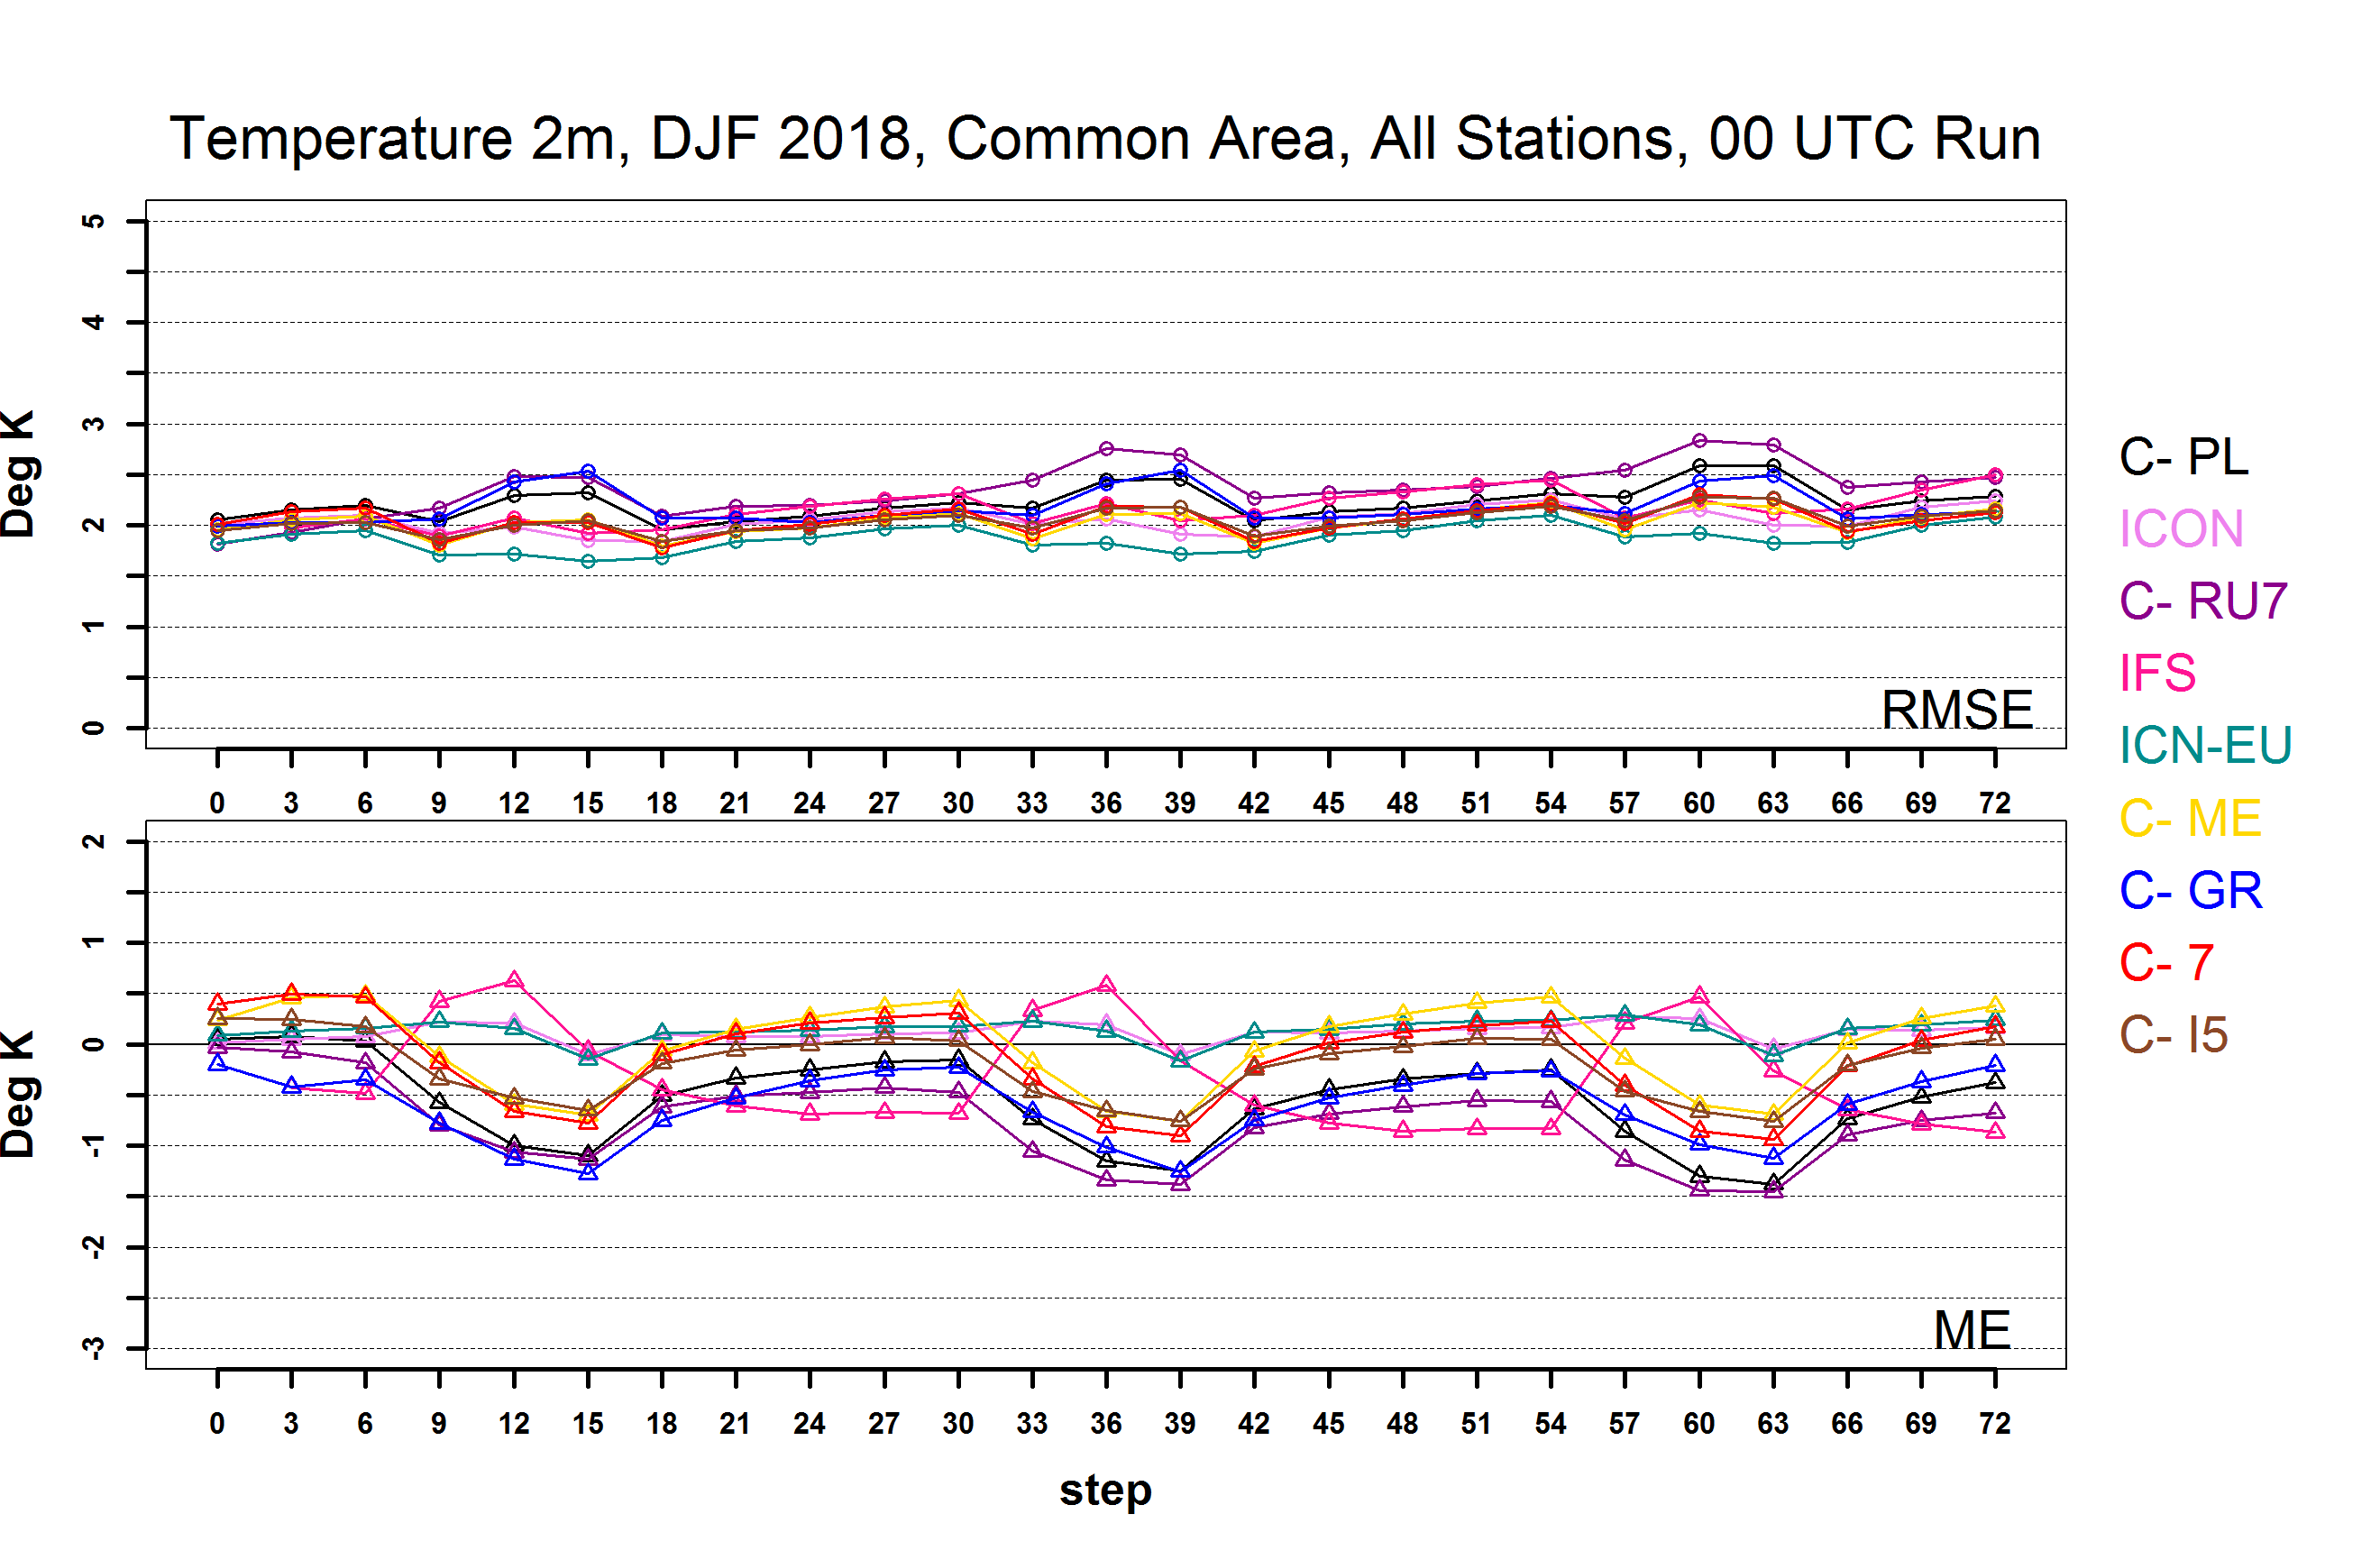 Temperature 2m, DJF 2018, Common Area, All Stations, 00 UTC Run
Deg K
5
4
3
2
1
0
RMSE
0 3 6 9 12 15 18 21 24 27 30 33 36 39 42 45 48 51 54 57 60 63 66 69 72
Deg K
2
1
0
-1
-2
-3
ME
0 3 6 9 12 15 18 21 24 27 30 33 36 39 42 45 48 51 54 57 60 63 66 69 72
step
C- PL
ICON
C- RU7
IFS
ICN-EU
C- ME
C- GR
C- 7
C- I5